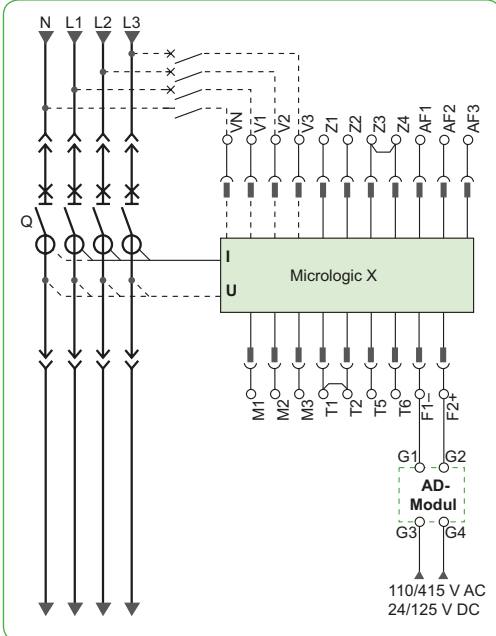 N L1 L2 L3
VN V1 V2 V3 Z1 Z2 Z3 Z4 AF1 AF2 AF3
Q
I
Micrologic X
U
M1 M2 M3 T1 T2 T5 T6 F1– F2+
G1 G2
AD-
Modul
G3 G4
110/415 V AC
24/125 V DC